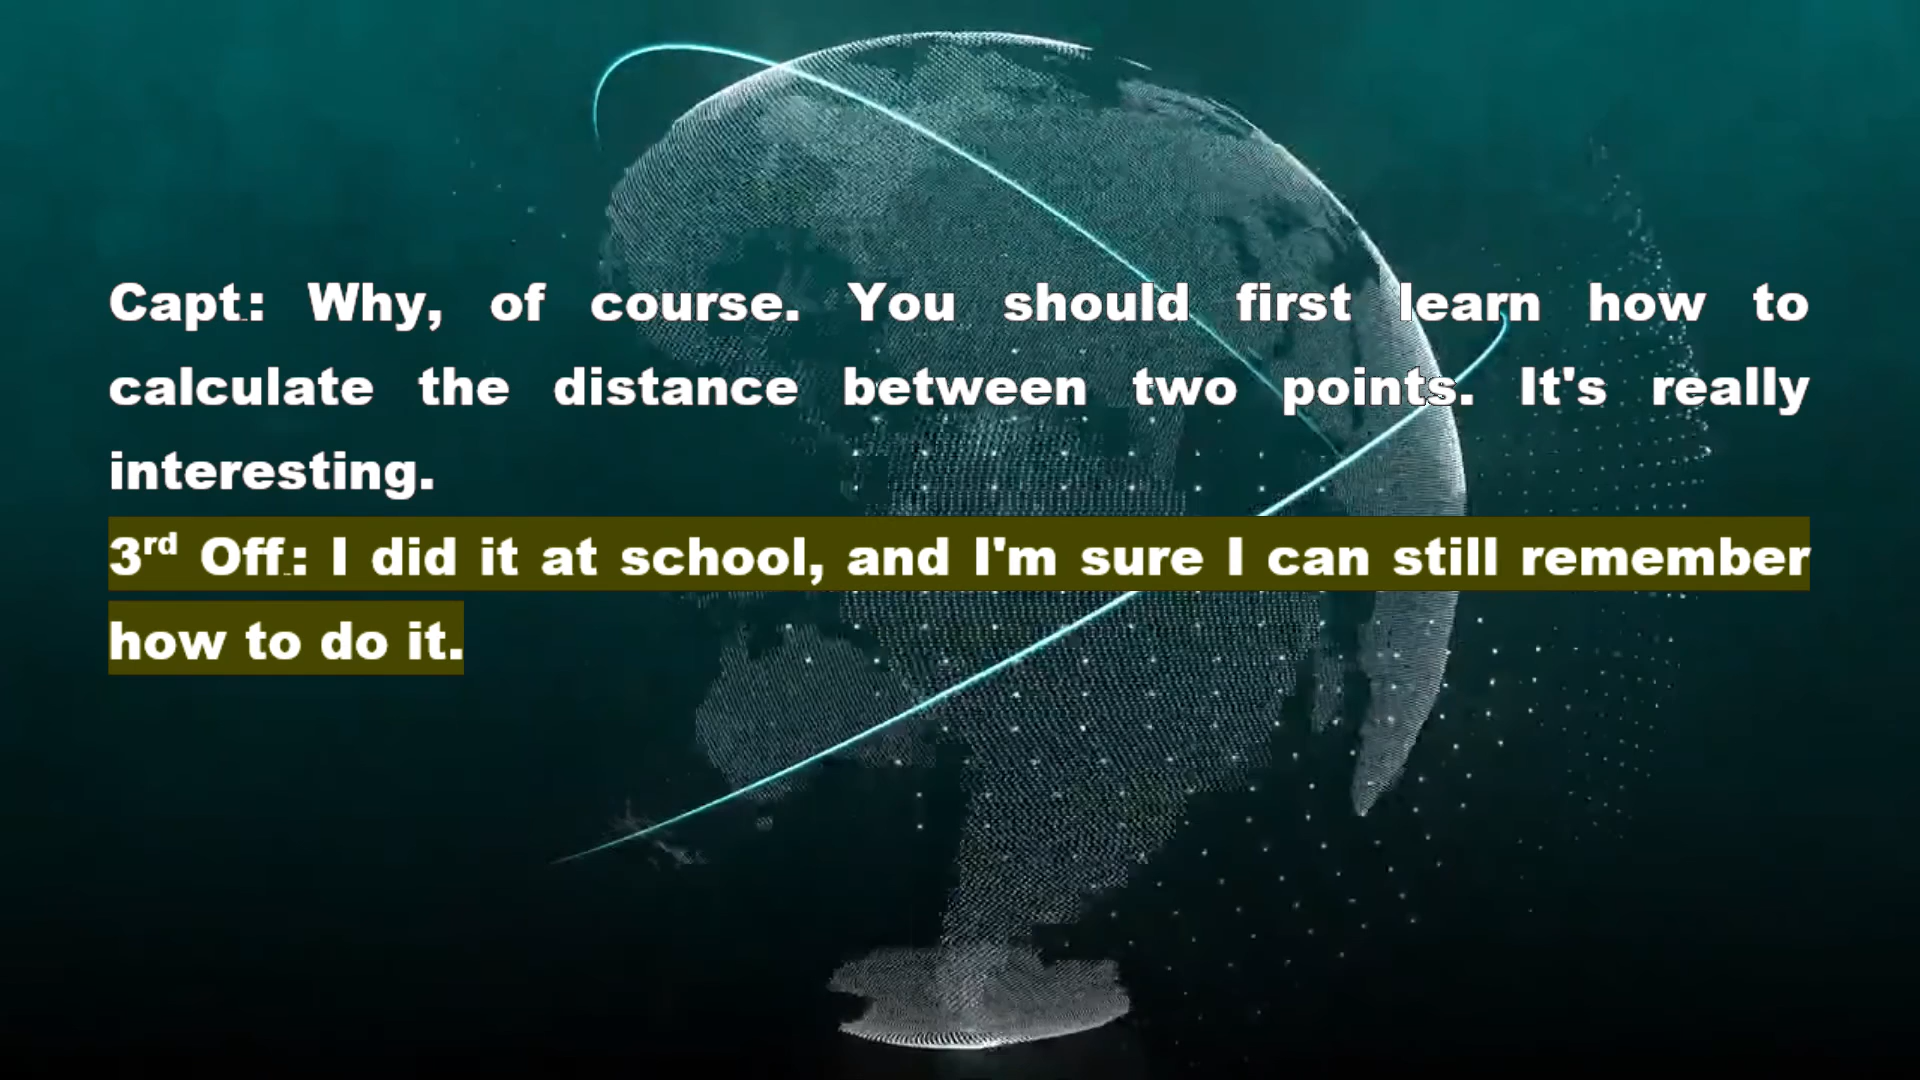 Capt.: Why, of course. You should first learn how to
calculate the distance between two points. It's really
interesting.
3rd Off.: I did it at school, and I'm sure I can still remember
how to do it.